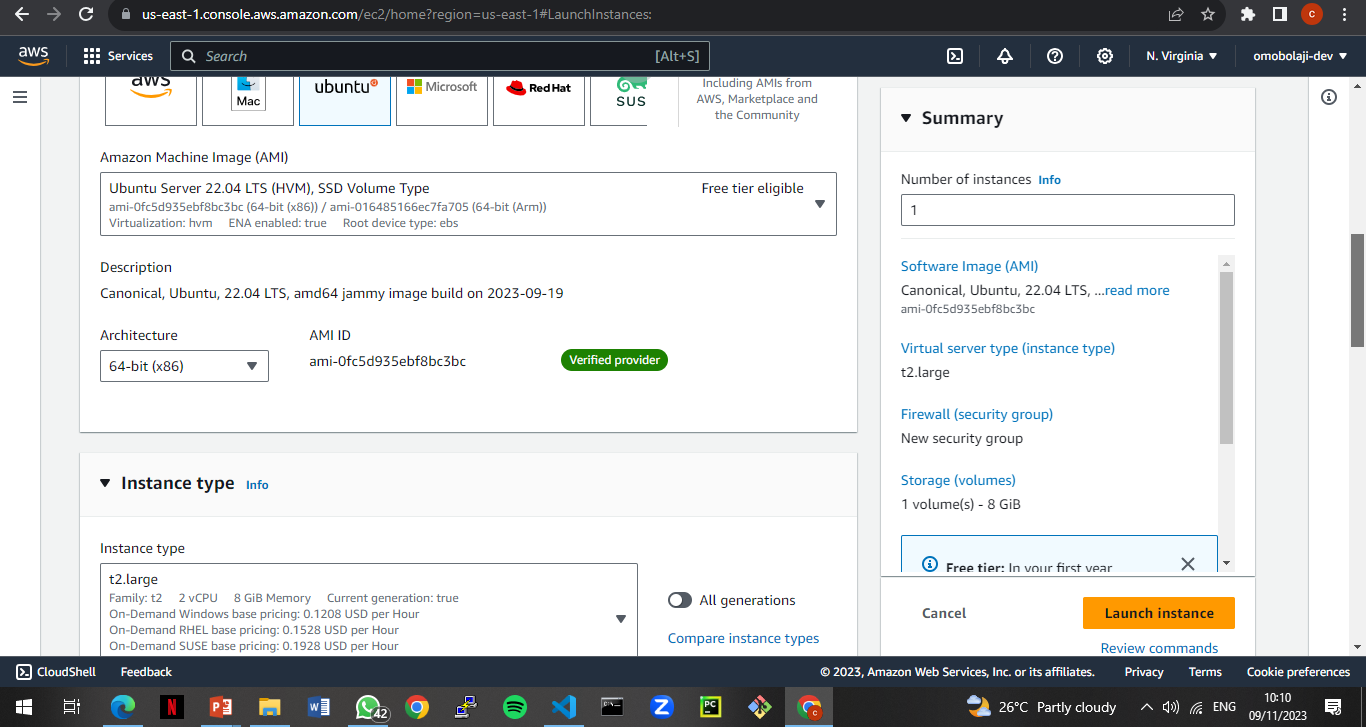 us-east-1.console.aws.amazon.com/ec2/home?region=us-east-1#LaunchInstances:
C
aws
Services
Search
[Alt+S]
N. Virginia
omobolaji-dev
aws
Mac
ubuntu
Microsoft
Red Hat
SUS
Including AMIs from
AWS, Marketplace and
the Community
Amazon Machine Image (AMI)
Ubuntu Server 22.04 LTS (HVM), SSD Volume Type
Free tier eligible
ami-0fc5d935ebf8bc3bc (64-bit (x86)) / ami-016485166ec7fa705 (64-bit (Arm))
Virtualization: hvm ENA enabled: true Root device type: ebs
Description
Canonical, Ubuntu, 22.04 LTS, amd64 jammy image build on 2023-09-19
Architecture
AMI ID
64-bit (x86)
ami-0fc5d935ebf8bc3bc
Verified provider
Instance type Info
Instance type
t2.large
Family: t2 2 vCPU 8 GiB Memory Current generation: true
On-Demand Windows base pricing: 0.1208 USD per Hour
On-Demand RHEL base pricing: 0.1528 USD per Hour
On-Demand SUSE base pricing: 0.1928 USD per Hour
All generations
Compare instance types
Summary
Number of instances Info
1
Software Image (AMI)
Canonical, Ubuntu, 22.04 LTS, ...read more
ami-0fc5d935ebf8bc3bc
Virtual server type (instance type)
t2.large
Firewall (security group)
New security group
Storage (volumes)
1 volume(s) - 8 GiB
Free tier: In your first year
Cancel
Launch instance
Review commands
CloudShell
Feedback
© 2023, Amazon Web Services, Inc. or its affiliates.
Privacy
Terms
Cookie preferences
42
26°C Partly cloudy
ENG
10:10
09/11/2023